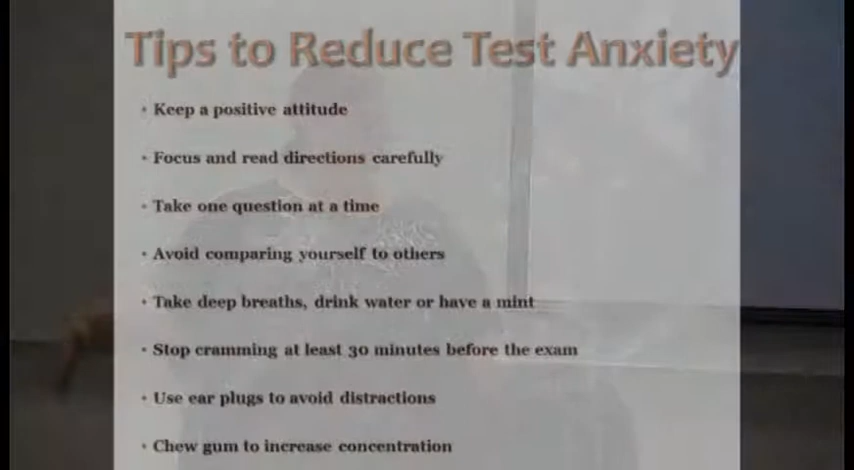 Tips to Reduce Test Anxiety
• Keep a positive attitude
• Focus and read directions carefully
• Take one question at a time
• Avoid comparing yourself to others
• Take deep breaths, drink water or have a mint
• Stop cramming at least 30 minutes before the exam
• Use ear plugs to avoid distractions
• Chew gum to increase concentration